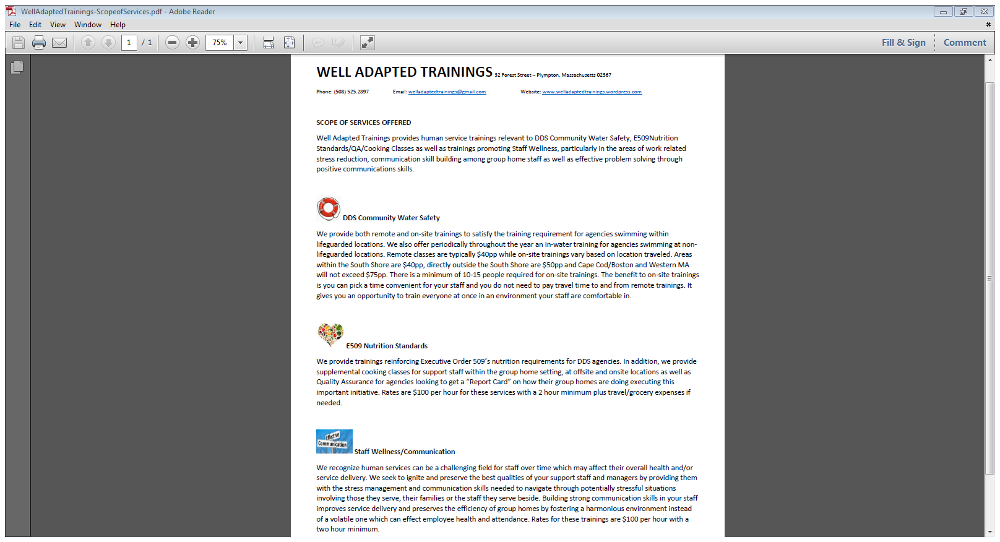 WellAdaptedTrainings-ScopeofServices.pdf - Adobe Reader
File Edit View Window Help
1 / 1 75% Fill & Sign Comment
WELL ADAPTED TRAININGS 32 Forest Street – Plympton, Massachusetts 02367
Phone: (508) 525.2897 Email: welladaptedtrainings@gmail.com Website: www.welladaptedtrainings.wordpress.com
SCOPE OF SERVICES OFFERED
Well Adapted Trainings provides human service trainings relevant to DDS Community Water Safety, E509Nutrition
Standards/QA/Cooking Classes as well as trainings promoting Staff Wellness, particularly in the areas of work related
stress reduction, communication skill building among group home staff as well as effective problem solving through
positive communications skills.
DDS Community Water Safety
We provide both remote and on-site trainings to satisfy the training requirement for agencies swimming within
lifeguarded locations. We also offer periodically throughout the year an in-water training for agencies swimming at non-
lifeguarded locations. Remote classes are typically $40pp while on-site trainings vary based on location traveled. Areas
within the South Shore are $40pp, directly outside the South Shore are $50pp and Cape Cod/Boston and Western MA
will not exceed $75pp. There is a minimum of 10-15 people required for on-site trainings. The benefit to on-site trainings
is you can pick a time convenient for your staff and you do not need to pay travel time to and from remote trainings. It
gives you an opportunity to train everyone at once in an environment your staff are comfortable in.
E509 Nutrition Standards
We provide trainings reinforcing Executive Order 509’s nutrition requirements for DDS agencies. In addition, we provide
supplemental cooking classes for support staff within the group home setting, at offsite and onsite locations as well as
Quality Assurance for agencies looking to get a “Report Card” on how their group homes are doing executing this
important initiative. Rates are $100 per hour for these services with a 2 hour minimum plus travel/grocery expenses if
needed.
Effective
Communication
Staff Wellness/Communication
We recognize human services can be a challenging field for staff over time which may affect their overall health and/or
service delivery. We seek to ignite and preserve the best qualities of your support staff and managers by providing them
with the stress management and communication skills needed to navigate through potentially stressful situations
involving those they serve, their families or the staff they serve beside. Building strong communication skills in your staff
improves service delivery and preserves the efficiency of group homes by fostering a harmonious environment instead
of a volatile one which can effect employee health and attendance. Rates for these trainings are $100 per hour with a
two hour minimum.